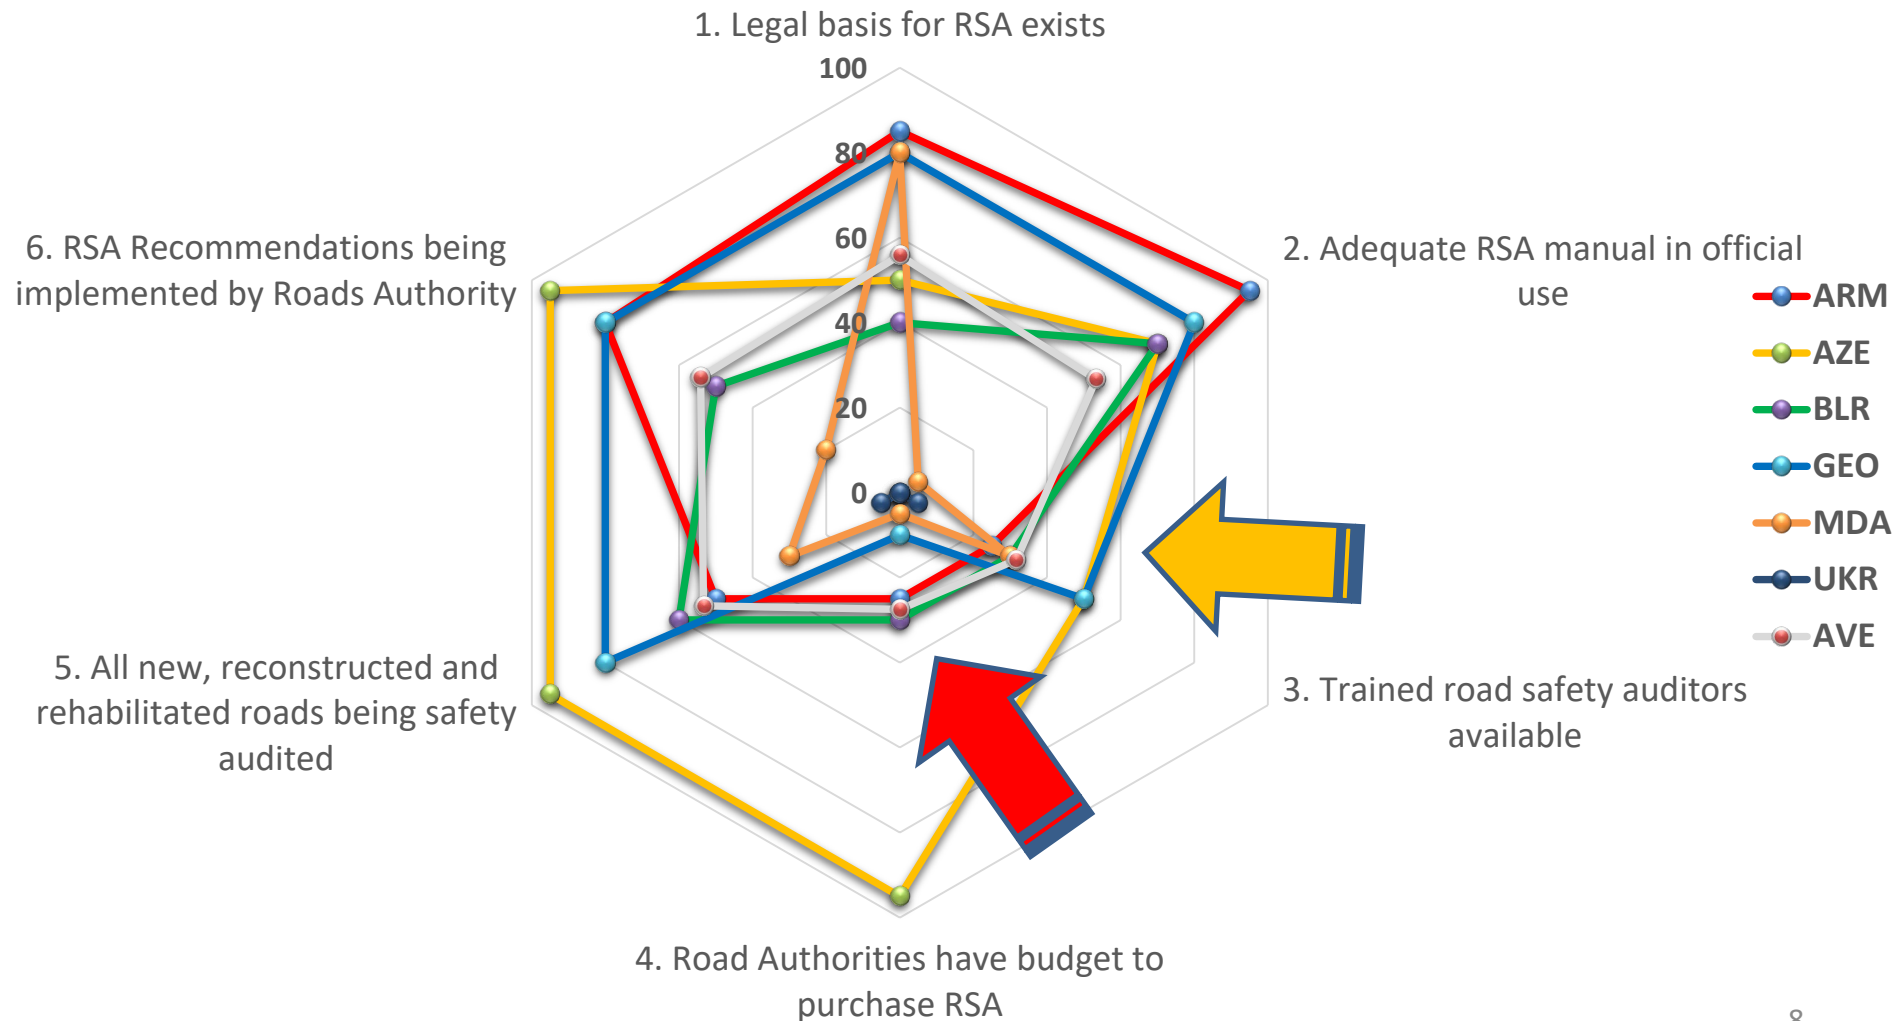 1. Legal basis for RSA exists
100
80
60
40
20
0
2. Adequate RSA manual in official
use
3. Trained road safety auditors
available
4. Road Authorities have budget to
purchase RSA
5. All new, reconstructed and
rehabilitated roads being safety
audited
6. RSA Recommendations being
implemented by Roads Authority
ARM
AZE
BLR
GEO
MDA
UKR
AVE
8